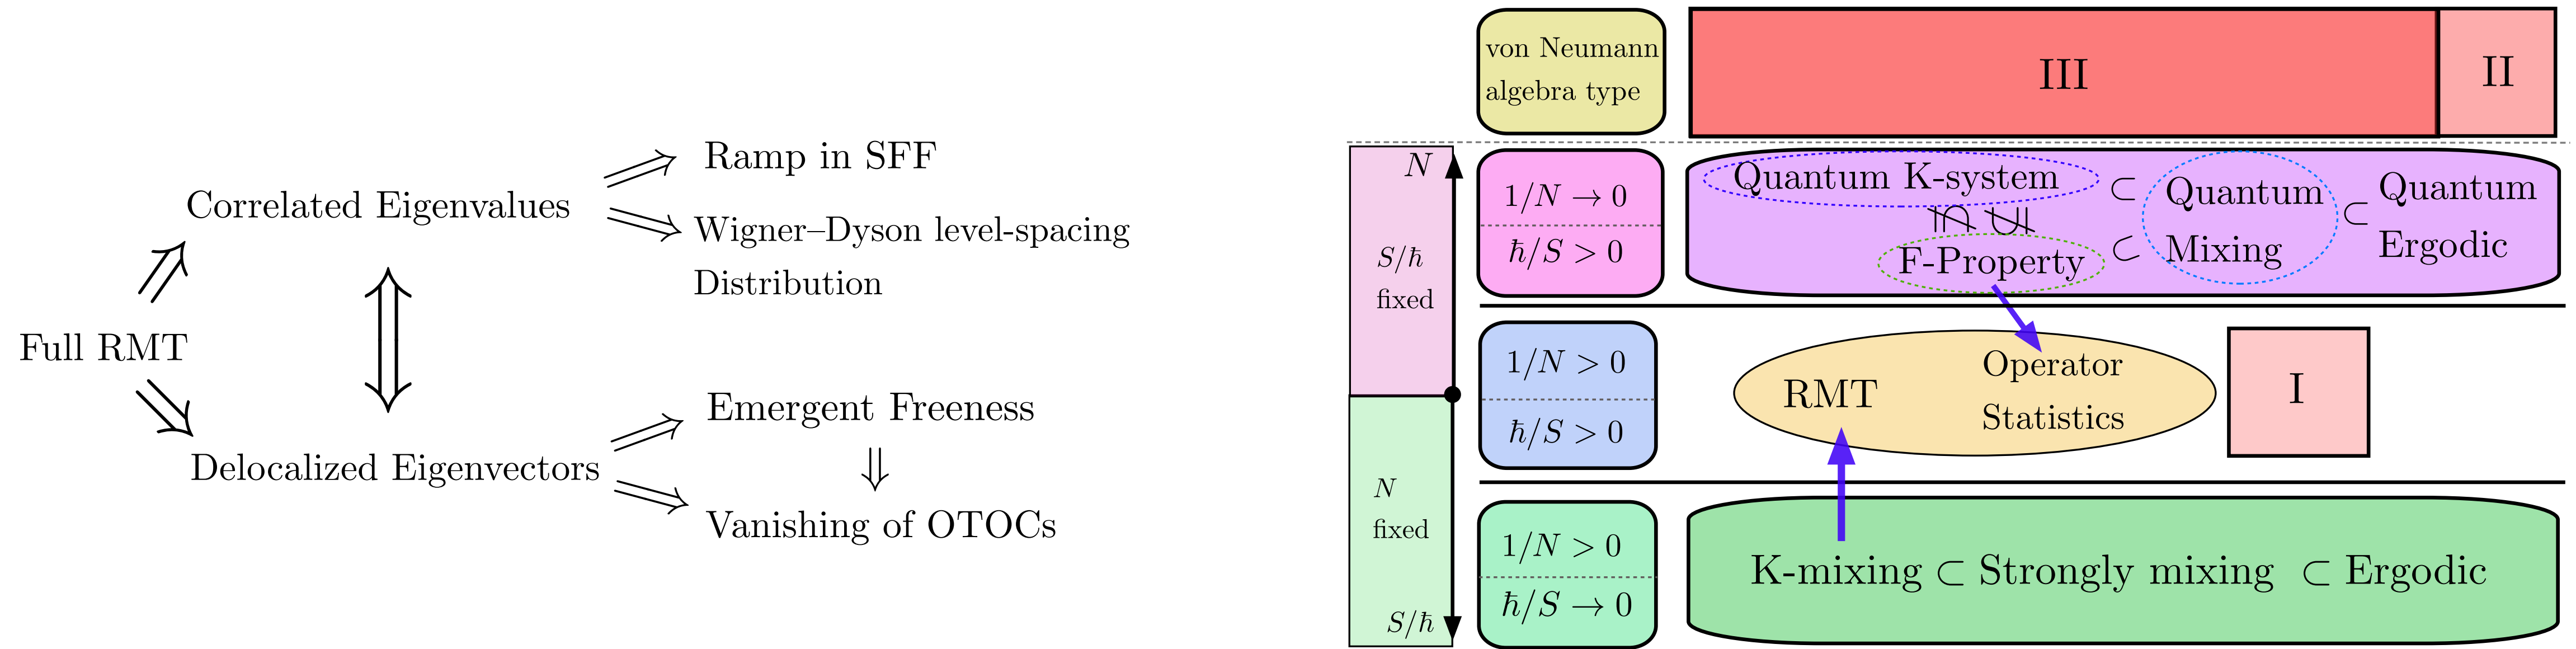 Full RMT
Correlated Eigenvalues
Delocalized Eigenvectors
Ramp in SFF
Wigner–Dyson level-spacing
Distribution
Emergent Freeness
Vanishing of OTOCs
von Neumann
algebra type
III
II
N
S/ħ
fixed
1/N → 0
ħ/S > 0
Quantum K-system
⊂
Quantum
Mixing
⊂
Quantum
Ergodic
⊉ ⊈
F-Property
⊂
1/N > 0
ħ/S > 0
RMT
Operator
Statistics
I
N
fixed
S/ħ
1/N > 0
ħ/S → 0
K-mixing ⊂ Strongly mixing ⊂ Ergodic